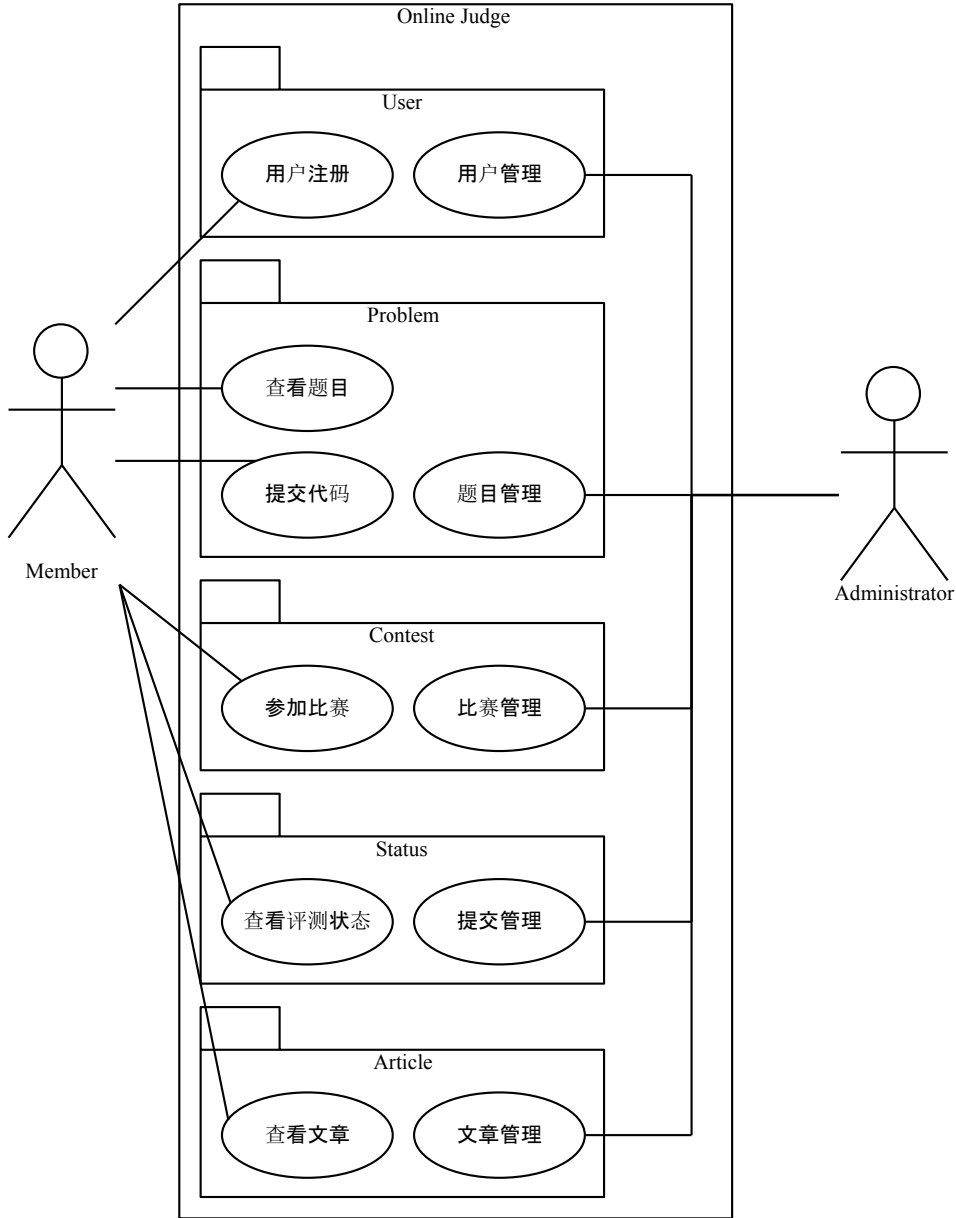 Online Judge
User
用户注册
用户管理
Problem
查看题目
提交代码
题目管理
Member
Administrator
Contest
参加比赛
比赛管理
Status
查看评测状态
提交管理
Article
查看文章
文章管理